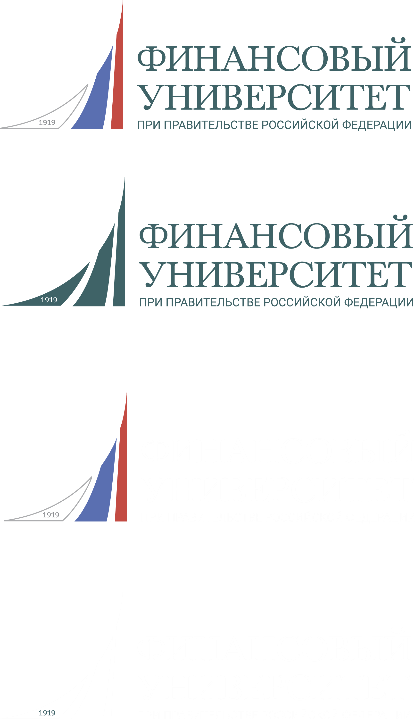 1919
ФИНАНСОВЫЙ
УНИВЕРСИТЕТ
ПРИ ПРАВИТЕЛЬСТВЕ РОССИЙСКОЙ ФЕДЕРАЦИИ
1919
ФИНАНСОВЫЙ
УНИВЕРСИТЕТ
ПРИ ПРАВИТЕЛЬСТВЕ РОССИЙСКОЙ ФЕДЕРАЦИИ
1919
1919